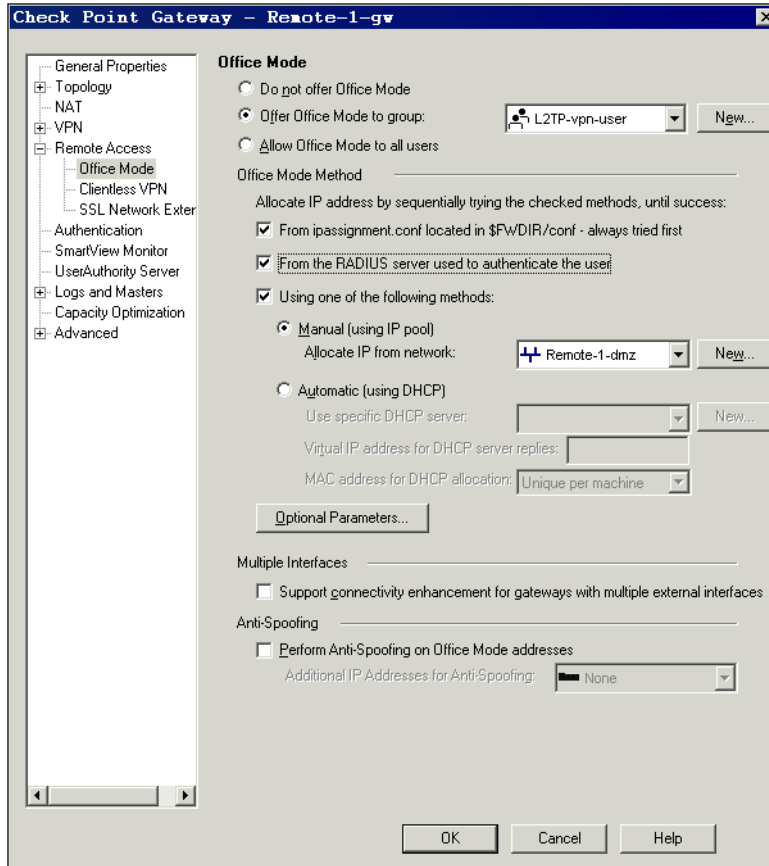 Check Point Gateway - Remote-1-gw
General Properties
Topology
NAT
VPN
Remote Access
Office Mode
Clientless VPN
SSL Network Exter
Authentication
SmartView Monitor
UserAuthority Server
Logs and Masters
Capacity Optimization
Advanced
Office Mode
Do not offer Office Mode
Offer Office Mode to group: L2TP-vpn-user New...
Allow Office Mode to all users
Office Mode Method
Allocate IP address by sequentially trying the checked methods, until success:
From ipassignment.conf located in $FWDIR/conf - always tried first
From the RADIUS server used to authenticate the user
Using one of the following methods:
Manual (using IP pool)
Allocate IP from network: Remote-1-dmz New...
Automatic (using DHCP)
Use specific DHCP server: New...
Virtual IP address for DHCP server replies:
MAC address for DHCP allocation: Unique per machine
Optional Parameters...
Multiple Interfaces
Support connectivity enhancement for gateways with multiple external interfaces
Anti-Spoofing
Perform Anti-Spoofing on Office Mode addresses
Additional IP Addresses for Anti-Spoofing: None
OK Cancel Help